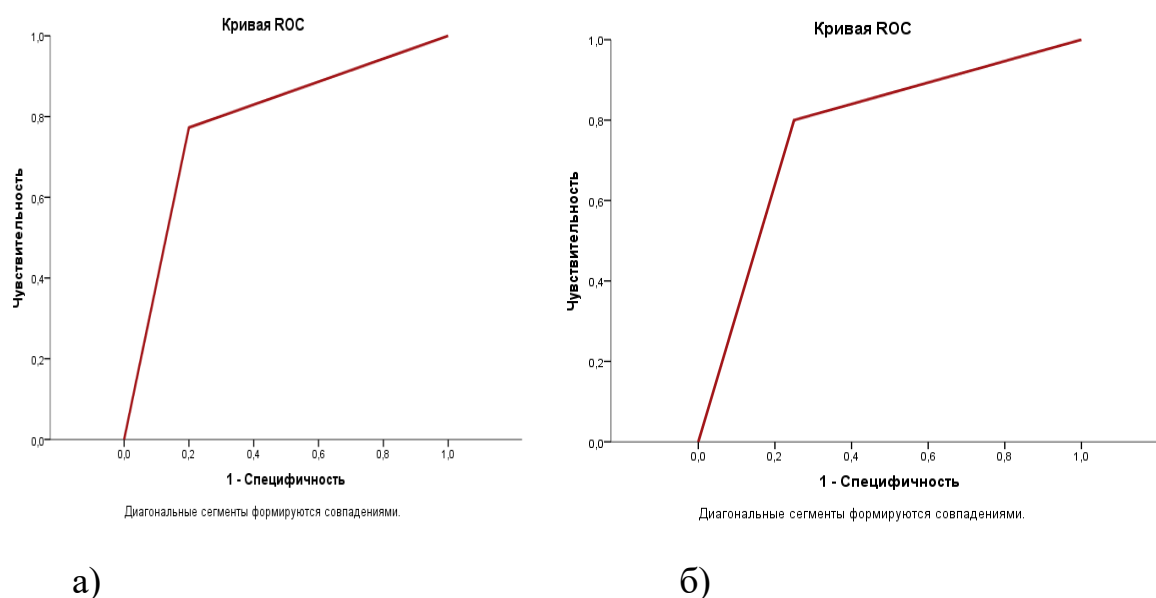 Кривая ROC
1,0
0,8
0,6
0,4
0,2
0,0
Чувствительность
0,0 0,2 0,4 0,6 0,8 1,0
1 - Специфичность
Диагональные сегменты формируются совпадениями.
а)
Кривая ROC
1,0
0,8
0,6
0,4
0,2
0,0
Чувствительность
0,0 0,2 0,4 0,6 0,8 1,0
1 - Специфичность
Диагональные сегменты формируются совпадениями.
б)